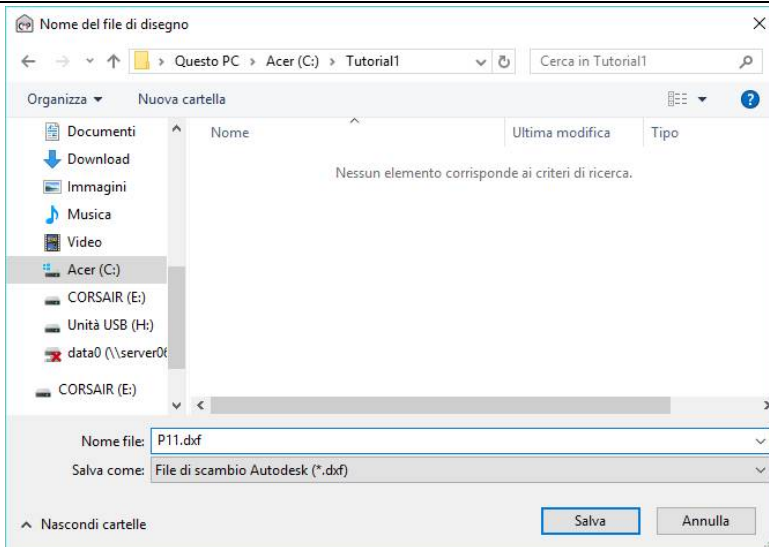 Nome del file di disegno
Questo PC > Acer (C:) > Tutorial1
Cerca in Tutorial1
Organizza
Nuova cartella
Nome
Ultima modifica
Tipo
Documenti
Download
Immagini
Musica
Video
Acer (C:)
CORSAIR (E:)
Unità USB (H:)
data0 (\\server06
CORSAIR (E:)
Nessun elemento corrisponde ai criteri di ricerca.
Nome file: P11.dxf
Salva come: File di scambio Autodesk (*.dxf)
Nascondi cartelle
Salva
Annulla